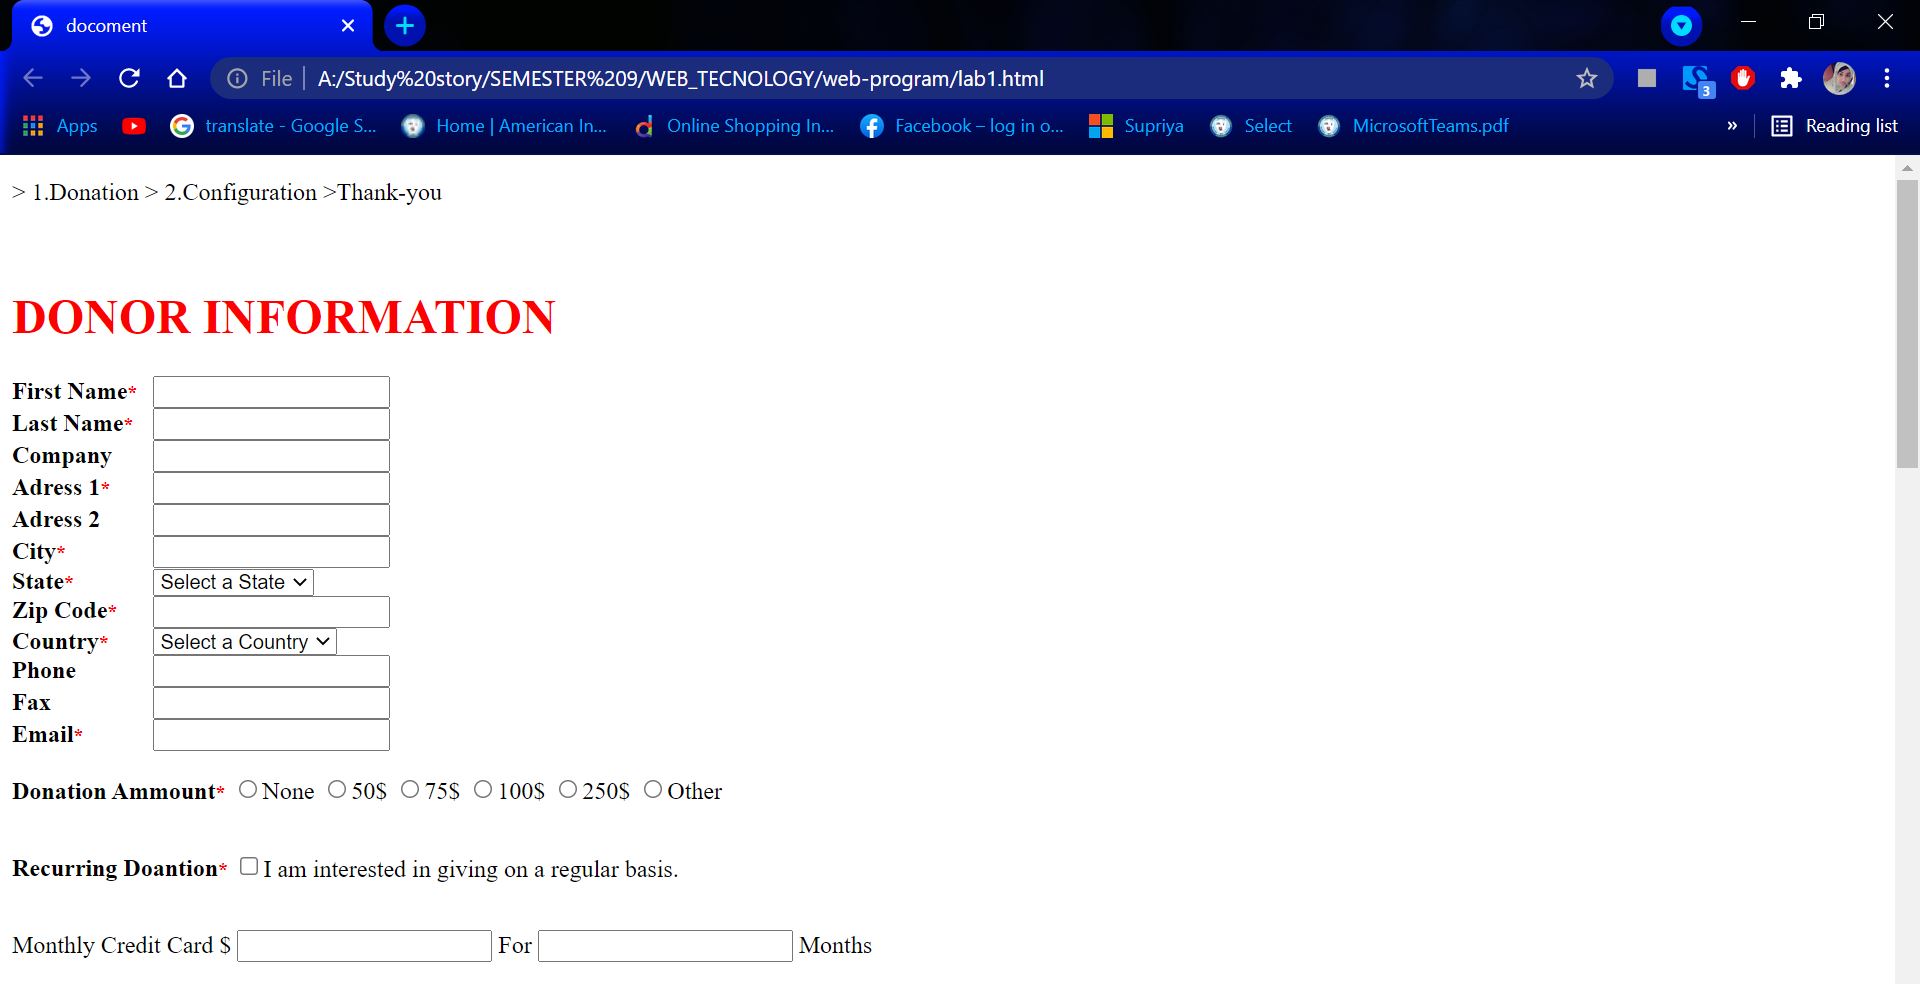 docoment
File A:/Study%20story/SEMESTER%209/WEB_TECNOLOGY/web-program/lab1.html
3
Apps translate - Google S... Home | American In... Online Shopping In... Facebook – log in o... Supriya Select MicrosoftTeams.pdf » Reading list
> 1.Donation > 2.Configuration >Thank-you
DONOR INFORMATION
First Name*
Last Name*
Company
Adress 1*
Adress 2
City*
State* Select a State
Zip Code*
Country* Select a Country
Phone
Fax
Email*
Donation Ammount* None 50$ 75$ 100$ 250$ Other
Recurring Doantion* I am interested in giving on a regular basis.
Monthly Credit Card $ For Months